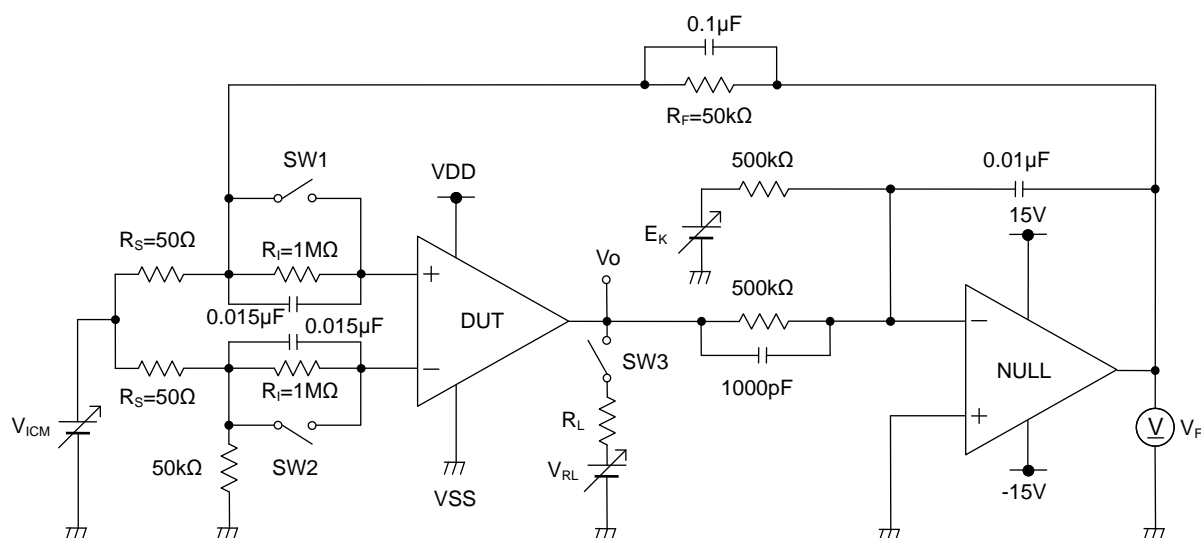 0.1µF
RF=50kΩ
SW1
VDD
500kΩ
0.01µF
15V
EK
RS=50Ω
RI=1MΩ
Vo
500kΩ
+
0.015µF
0.015µF
DUT
−
NULL
SW3
−
RI=1MΩ
RS=50Ω
1000pF
+
V
VF
VICM
RL
50kΩ
SW2
VRL
VSS
-15V